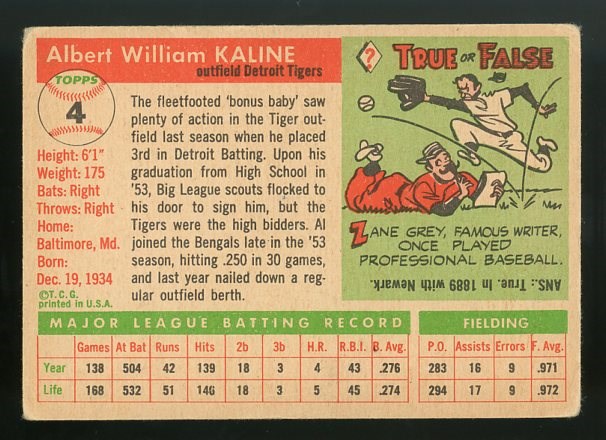 Albert William KALINE
outfield Detroit Tigers
TOPPS
4
Height: 6'1"
Weight: 175
Bats: Right
Throws: Right
Home:
Baltimore, Md.
Born:
Dec. 19, 1934
©T.C.G.
printed in U.S.A.
The fleetfooted 'bonus baby' saw
plenty of action in the Tiger out-
field last season when he placed
3rd in Detroit Batting. Upon his
graduation from High School in
'53, Big League scouts flocked to
his door to sign him, but the
Tigers were the high bidders. Al
joined the Bengals late in the '53
season, hitting .250 in 30 games,
and last year nailed down a reg-
ular outfield berth.
? TRUE OR FALSE
ZANE GREY, FAMOUS WRITER,
ONCE PLAYED
PROFESSIONAL BASEBALL.
ANS.: True. In 1889 with Newark.
MAJOR LEAGUE BATTING RECORD FIELDING
Games At Bat Runs Hits 2b 3b H.R. R.B.I. B. Avg. P.O. Assists Errors F. Avg.
Year 138 504 42 139 18 3 4 43 .276 283 16 9 .971
Life 168 532 51 146 18 3 5 45 .274 294 17 9 .972